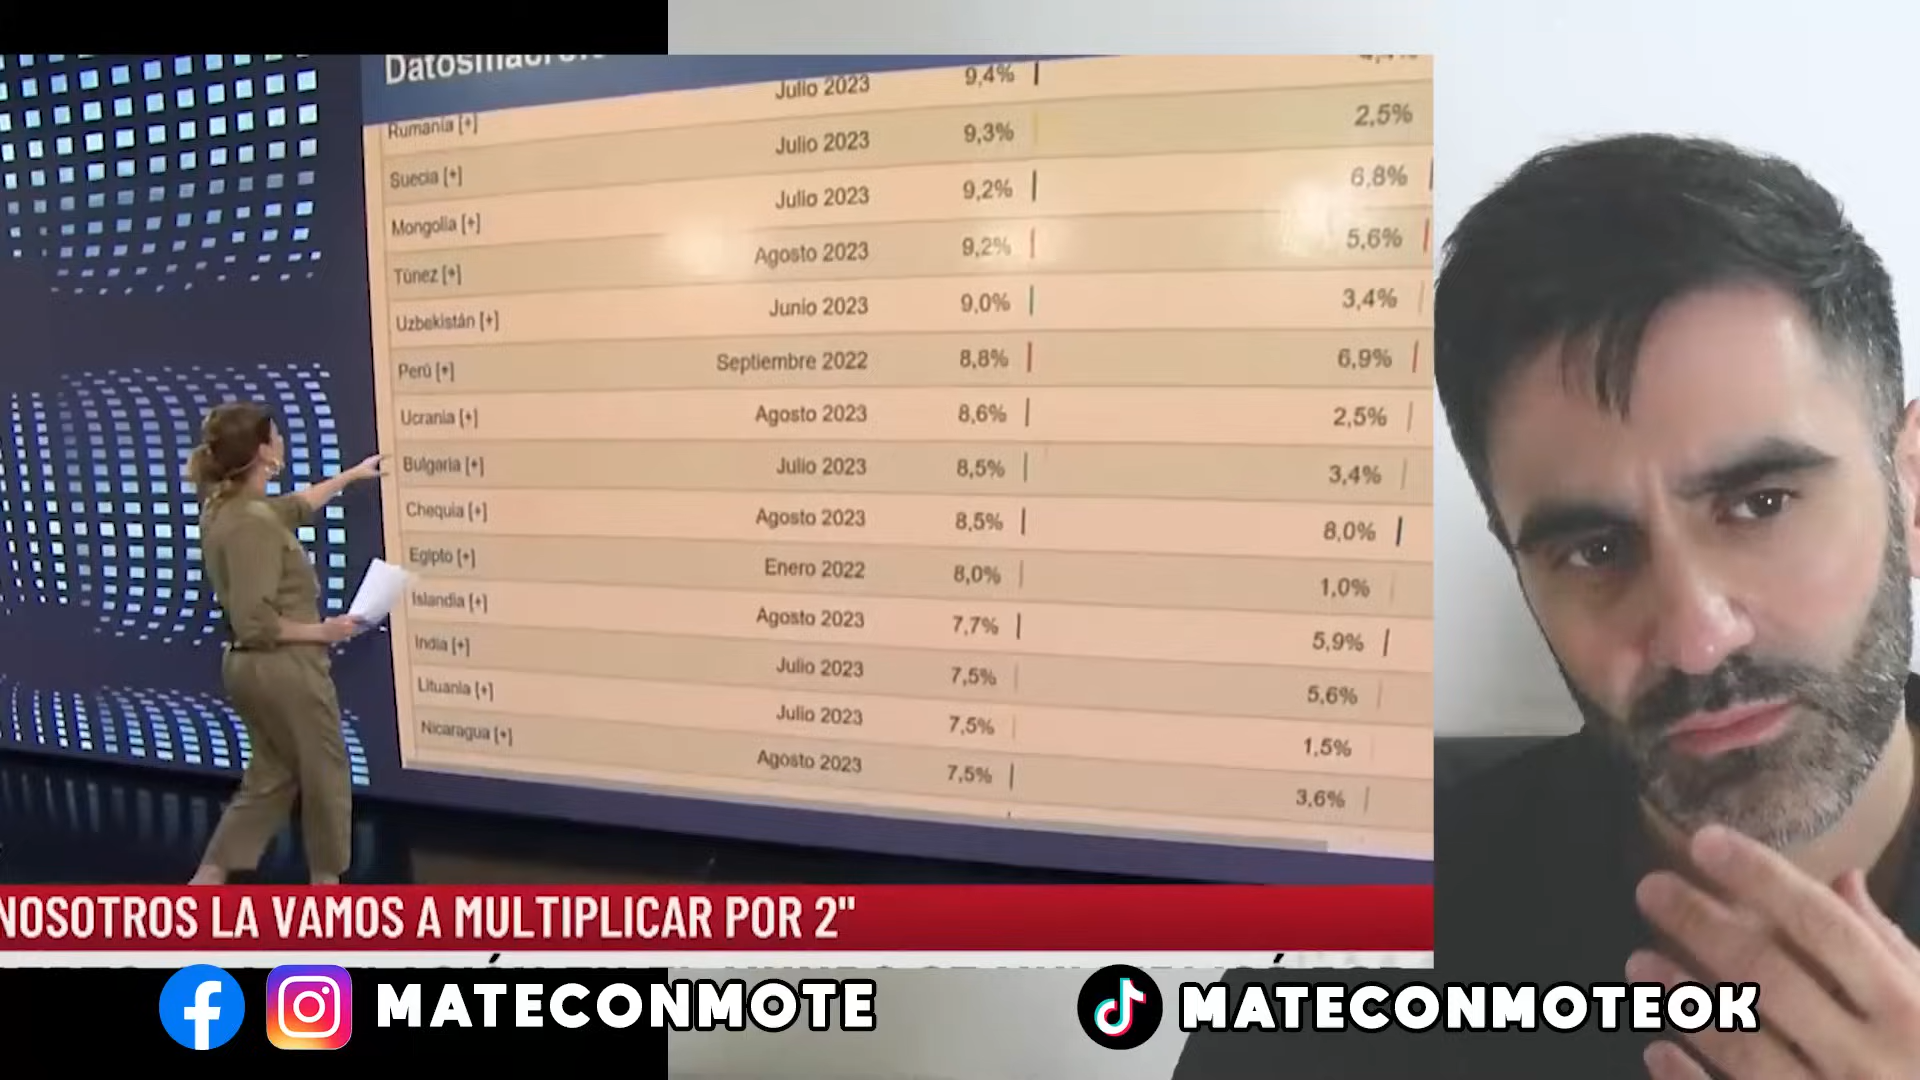 Rumanía [+] Julio 2023 9,4%
Suecia [+] Julio 2023 9,3% 2,5%
Mongolia [+] Julio 2023 9,2% 6,8%
Túnez [+] Agosto 2023 9,2% 5,6%
Uzbekistán [+] Junio 2023 9,0% 3,4%
Perú [+] Septiembre 2022 8,8% 6,9%
Ucrania [+] Agosto 2023 8,6% 2,5%
Bulgaria [+] Julio 2023 8,5% 3,4%
Chequia [+] Agosto 2023 8,5% 8,0%
Egipto [+] Enero 2022 8,0% 1,0%
Islandia [+] Agosto 2023 7,7% 5,9%
India [+] Julio 2023 7,5% 5,6%
Lituania [+] Julio 2023 7,5% 1,5%
Nicaragua [+] Agosto 2023 7,5% 3,6%
NOSOTROS LA VAMOS A MULTIPLICAR POR 2"
MATECONMOTE
MATECONMOTEOK